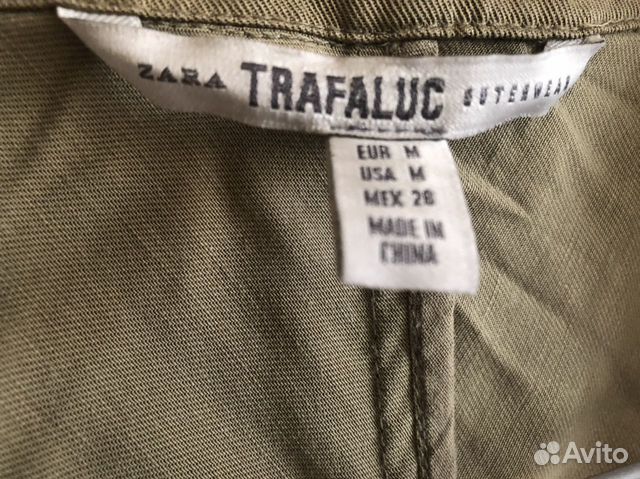 ZARA TRAFALUC OUTERWEAR
EUR M
USA M
MEX 28
MADE IN
CHINA
Avito